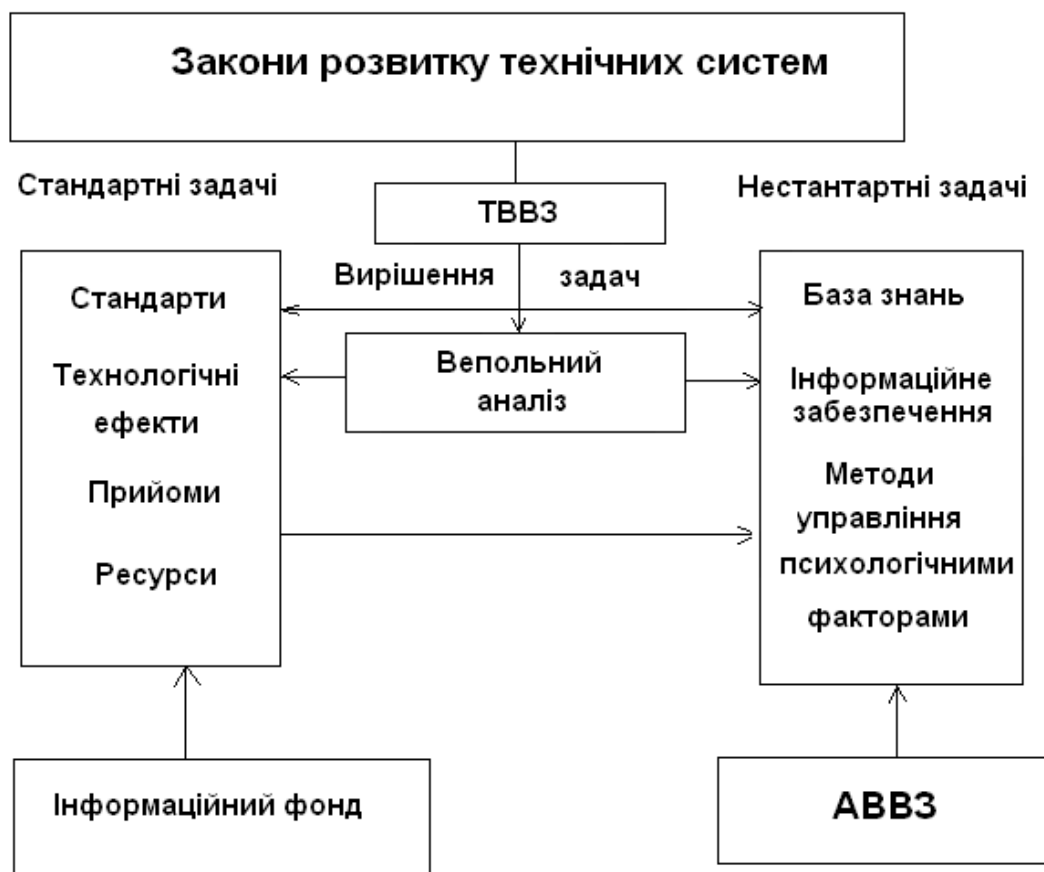 Закони розвитку технічних систем
Стандартні задачі
Нестантартні задачі
ТВВЗ
Вирішення задач
Стандарти
Технологічні
ефекти
Прийоми
Ресурси
Вепольний
аналіз
База знань
Інформаційне
забезпечення
Методи
управління
психологічними
факторами
Інформаційний фонд
АВВЗ